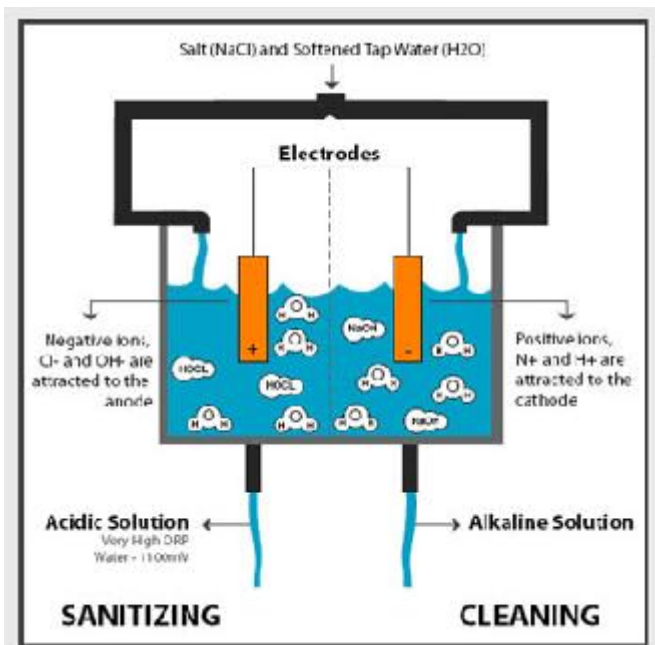 Salt (NaCl) and Softened Tap Water (H2O)
Electrodes
Negative ions,
Cl- and OH- are
attracted to the
anode
Positive ions,
N+ and H+ are
attracted to the
cathode
+
-
H O H
H O H
NaOH
H O H
HOCL
HOCL
H O H
H O H
H O H
H O H
H O H
NaOH
Acidic Solution
Very High ORP
Water - 1100mV
Alkaline Solution
SANITIZING
CLEANING